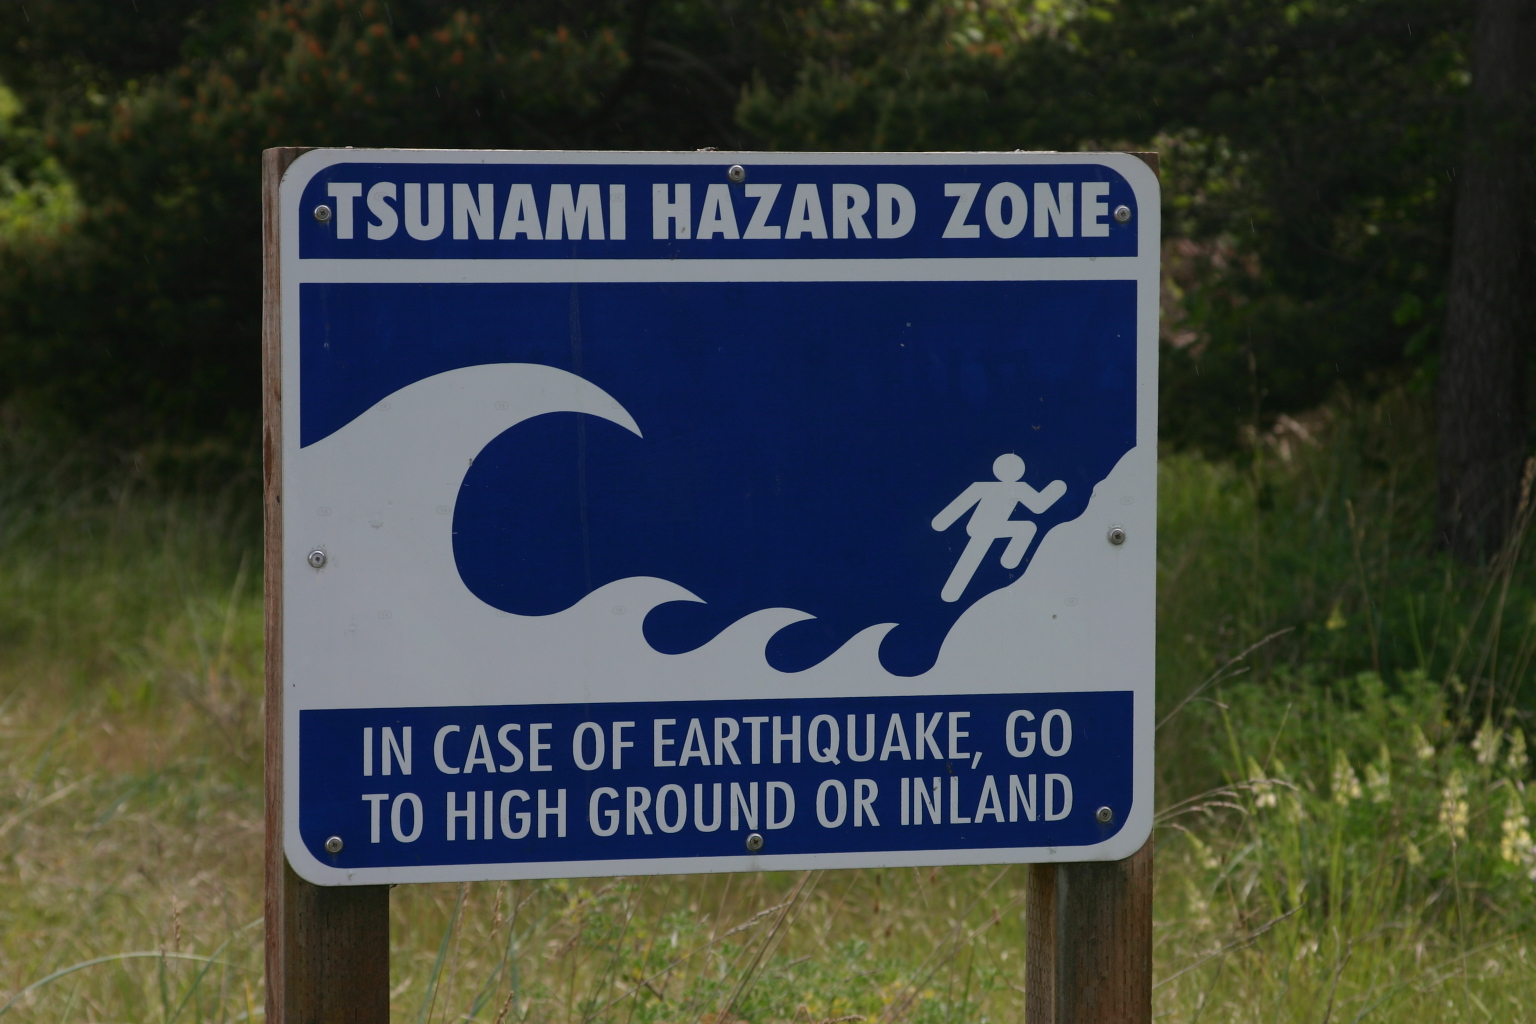 TSUNAMI HAZARD ZONE
IN CASE OF EARTHQUAKE, GO
TO HIGH GROUND OR INLAND